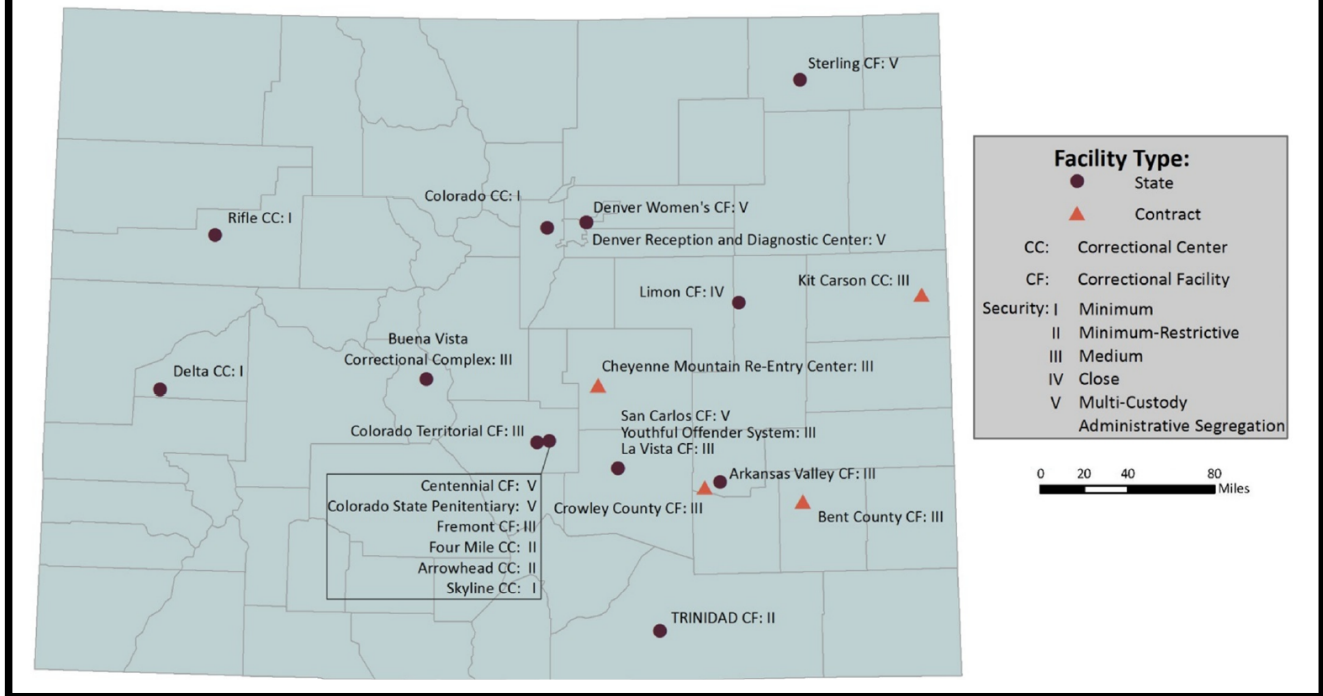 Sterling CF: V
Colorado CC: I
Rifle CC: I
Denver Women's CF: V
Denver Reception and Diagnostic Center: V
Kit Carson CC: III
Limon CF: IV
Buena Vista
Correctional Complex: III
Delta CC: I
Cheyenne Mountain Re-Entry Center: III
San Carlos CF: V
Youthful Offender System: III
La Vista CF: III
Colorado Territorial CF: III
Arkansas Valley CF: III
Crowley County CF: III
Bent County CF: III
Centennial CF: V
Colorado State Penitentiary: V
Fremont CF: III
Four Mile CC: II
Arrowhead CC: II
Skyline CC: I
TRINIDAD CF: II
Facility Type:
State
Contract
CC: Correctional Center
CF: Correctional Facility
Security: I Minimum
II Minimum-Restrictive
III Medium
IV Close
V Multi-Custody
Administrative Segregation
0 20 40 80
Miles